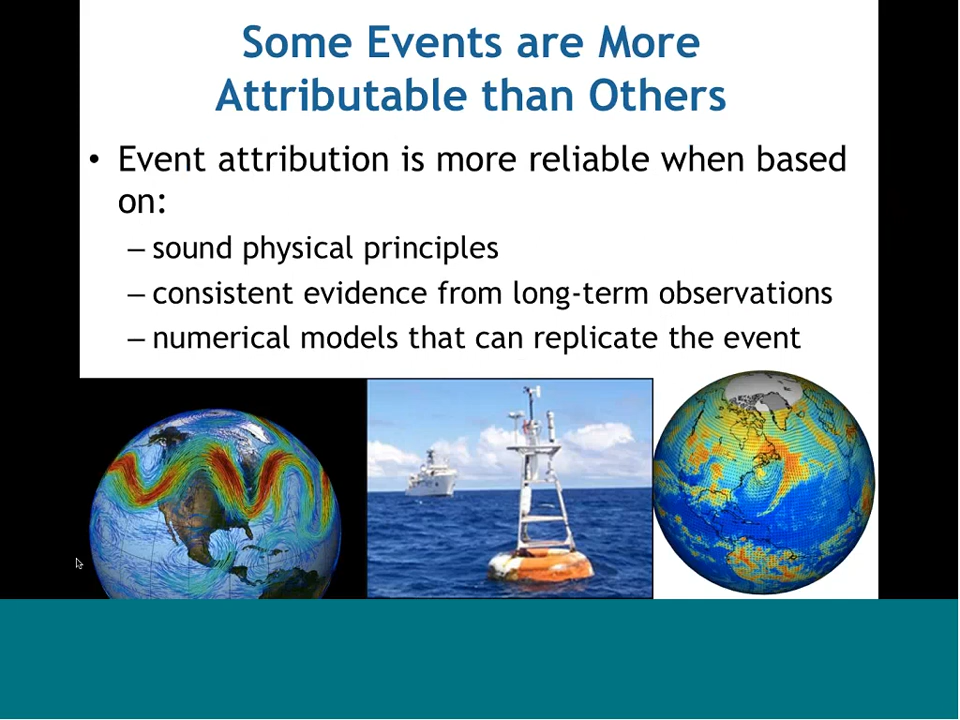 Some Events are More
Attributable than Others
• Event attribution is more reliable when based
on:
– sound physical principles
– consistent evidence from long-term observations
– numerical models that can replicate the event